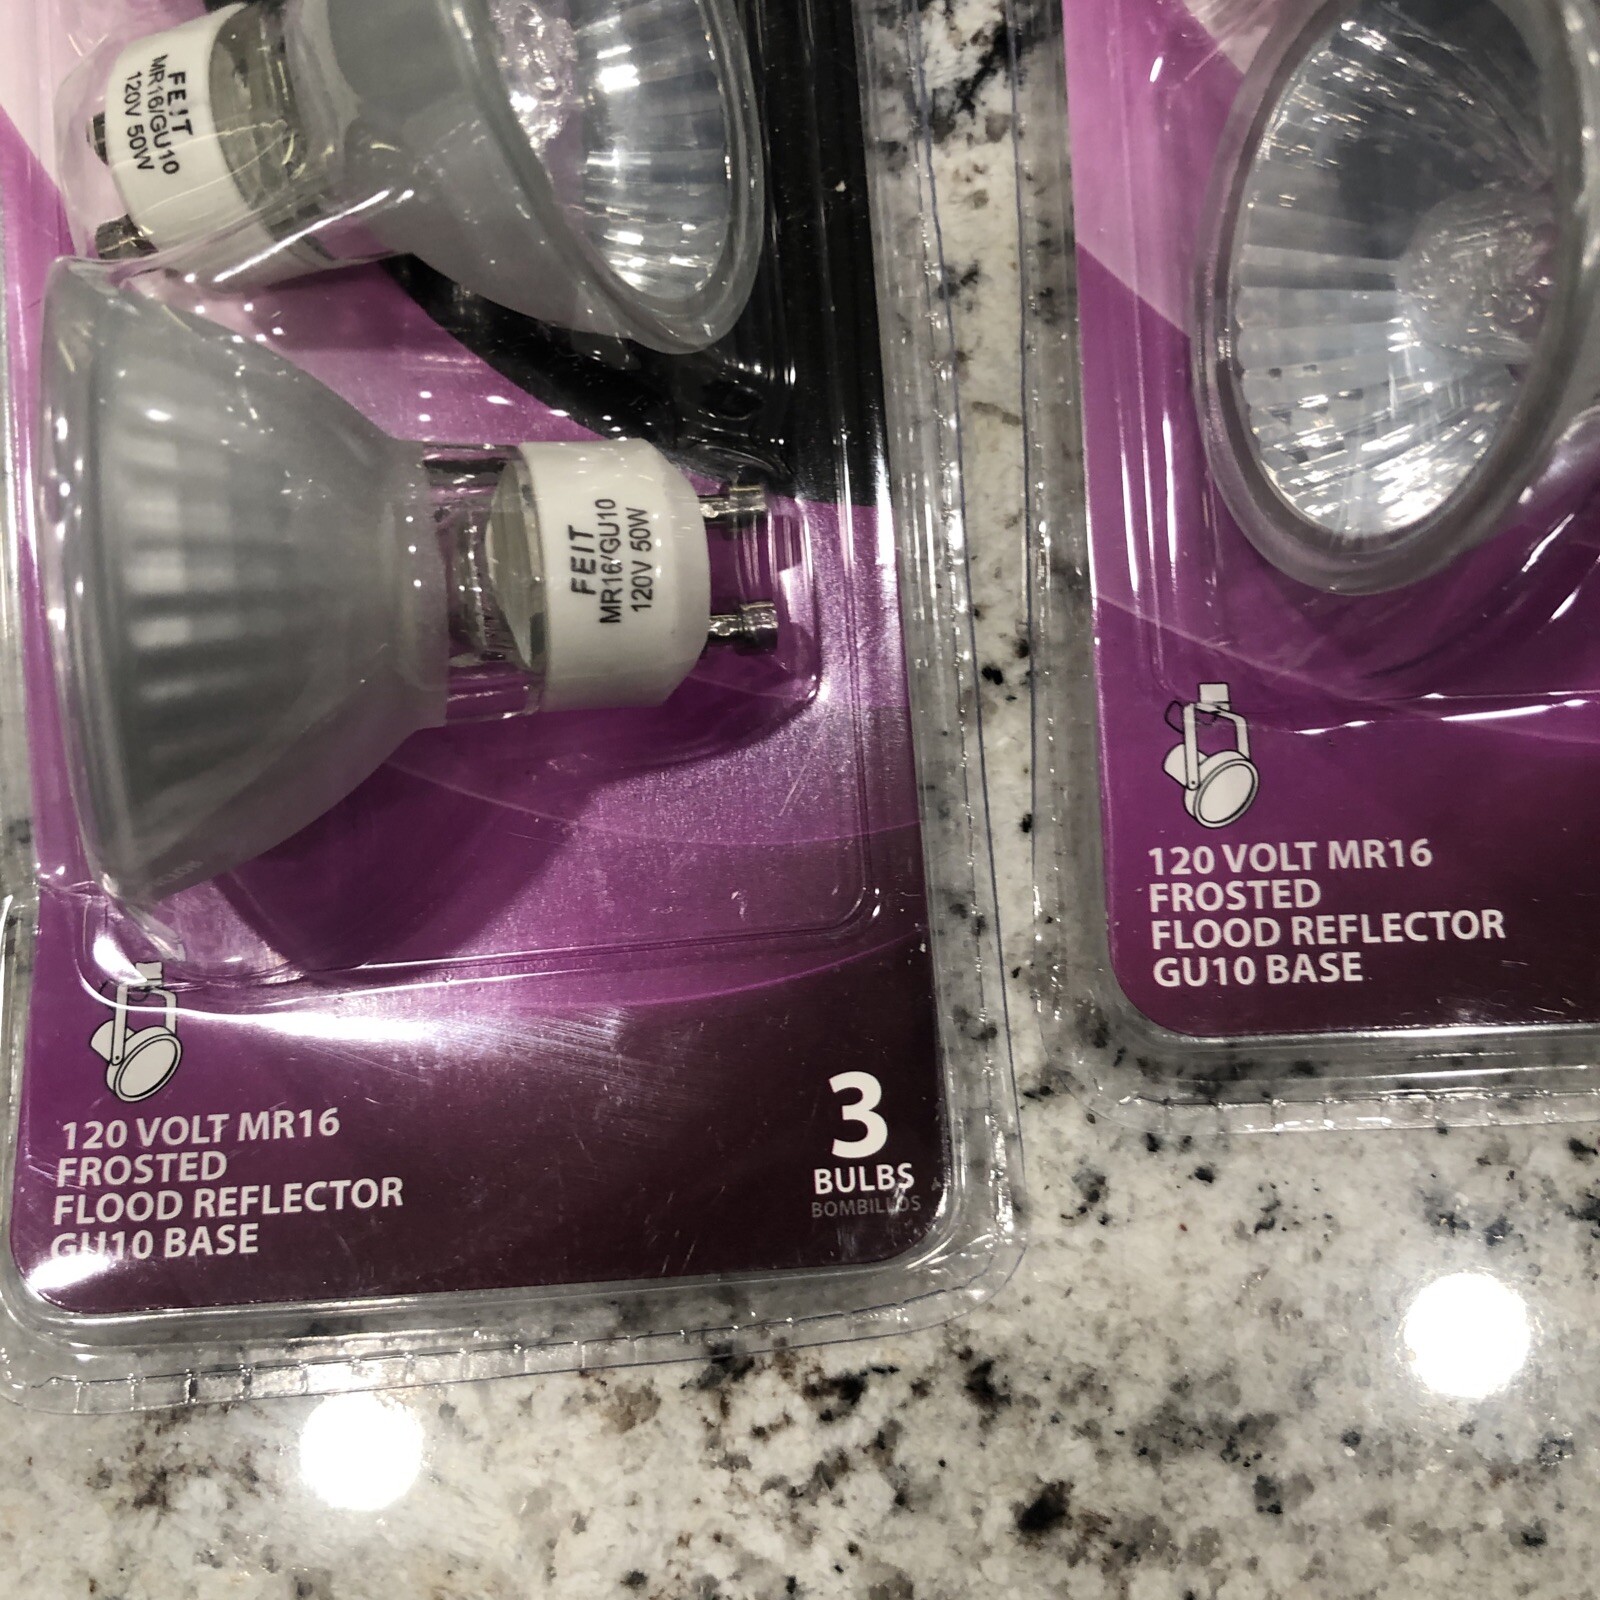 FEIT
MR16/GU10
120V 50W
FEIT
MR16/GU10
120V 50W
120 VOLT MR16
FROSTED
FLOOD REFLECTOR
GU10 BASE
3
BULBS
BOMBILLOS
120 VOLT MR16
FROSTED
FLOOD REFLECTOR
GU10 BASE